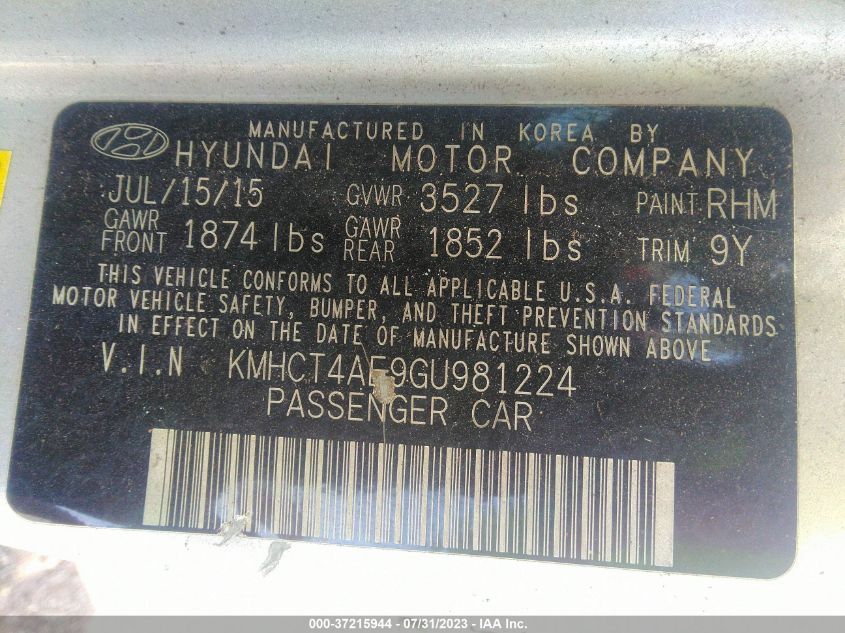 MANUFACTURED IN KOREA BY
HYUNDAI MOTOR COMPANY
JUL/15/15 GVWR 3527 lbs PAINT RHM
GAWR FRONT 1874 lbs GAWR REAR 1852 lbs TRIM 9Y
THIS VEHICLE CONFORMS TO ALL APPLICABLE U.S.A. FEDERAL
MOTOR VEHICLE SAFETY, BUMPER, AND THEFT PREVENTION STANDARDS
IN EFFECT ON THE DATE OF MANUFACTURE SHOWN ABOVE
V.I.N KMHCT4AE9GU981224
PASSENGER CAR
000-37215944 - 07/31/2023 - © IAA Inc.